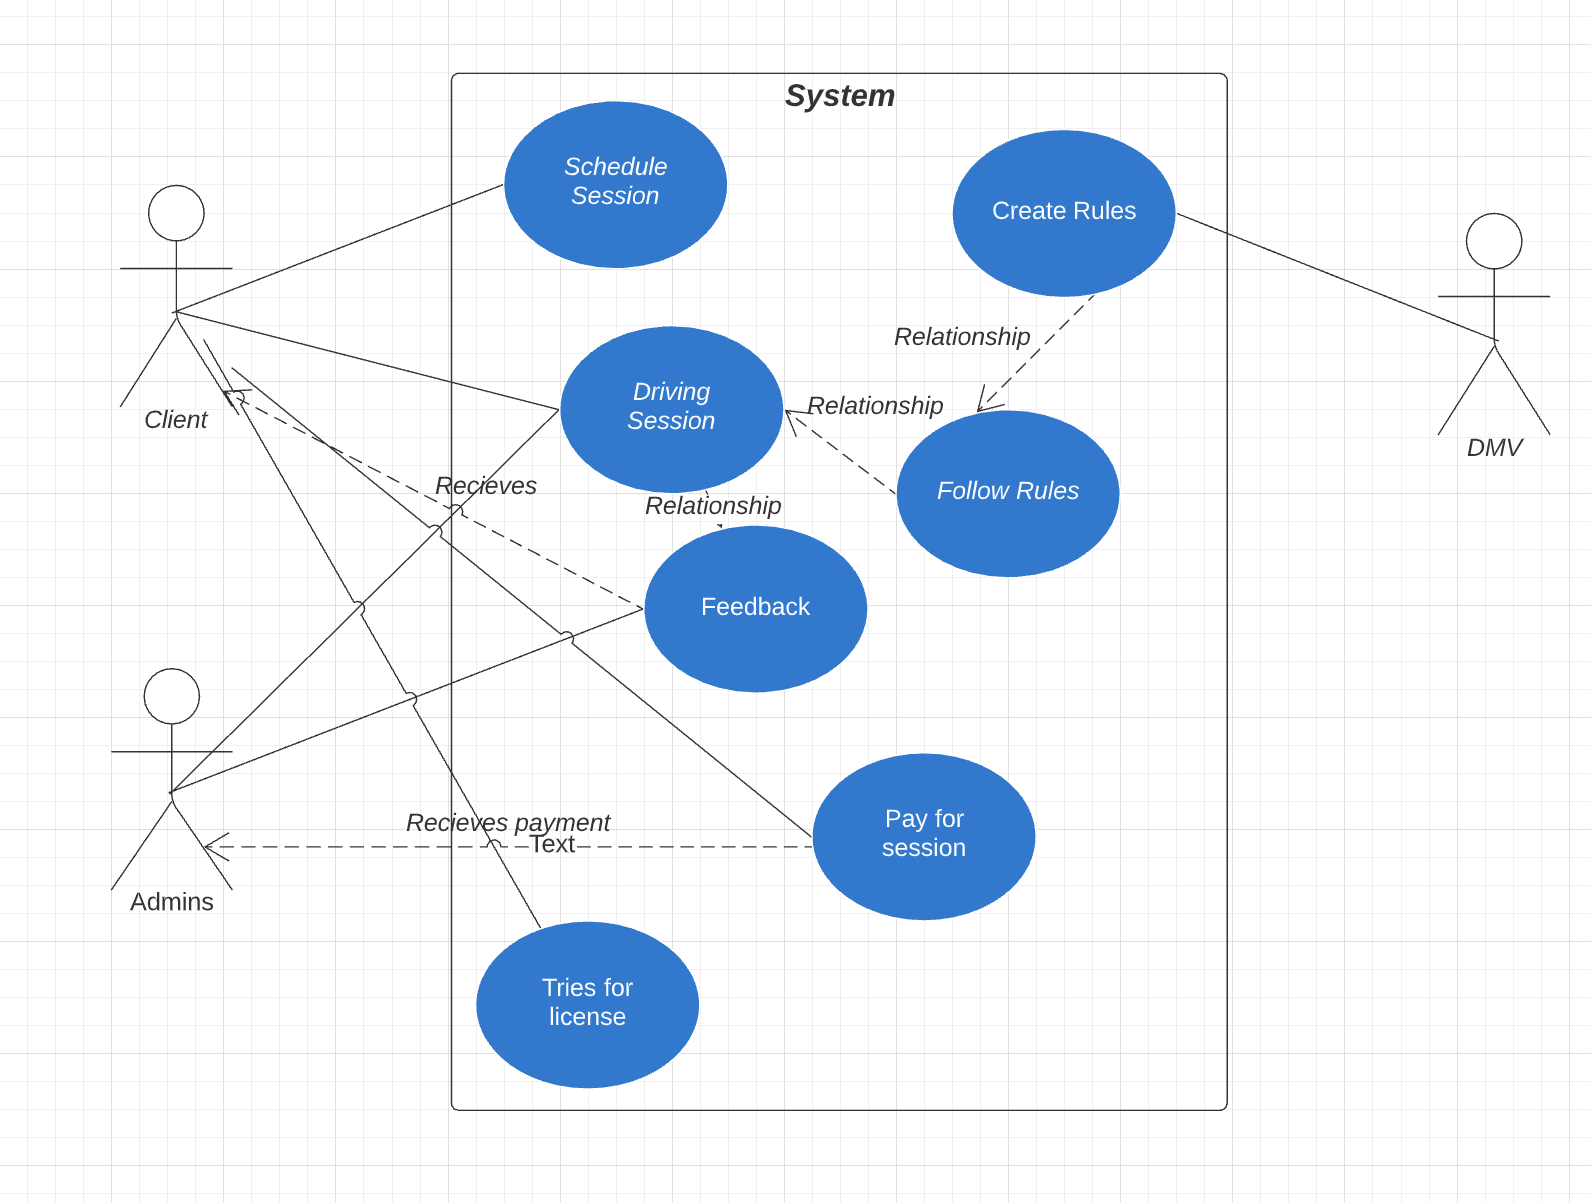 System
Schedule
Session
Create Rules
Relationship
Driving
Session
Relationship
Client
DMV
Recieves
Follow Rules
Relationship
Feedback
Recieves payment
Text
Pay for
session
Admins
Tries for
license